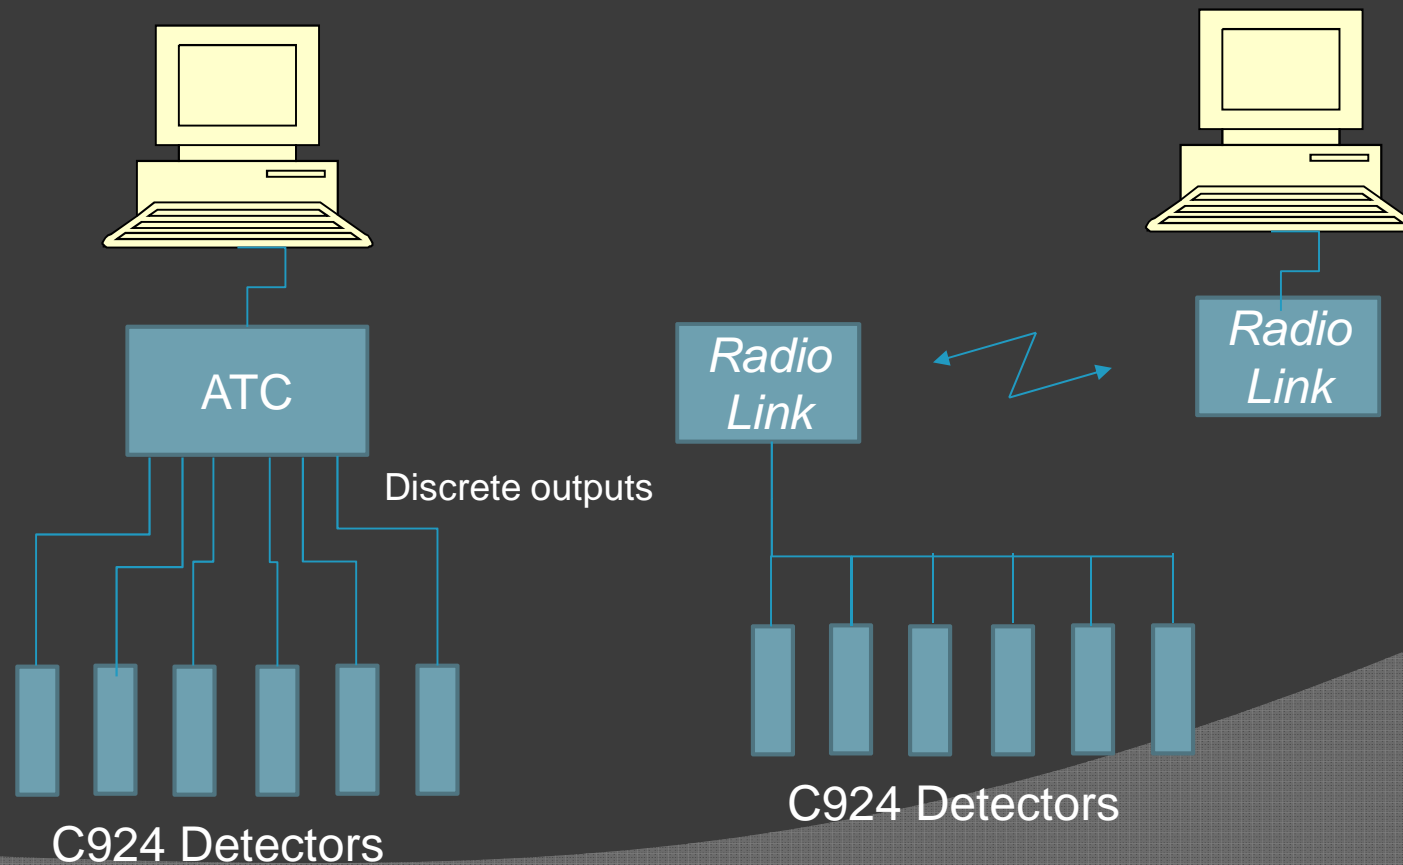 ATC
Discrete outputs
C924 Detectors
Radio
Link
Radio
Link
C924 Detectors